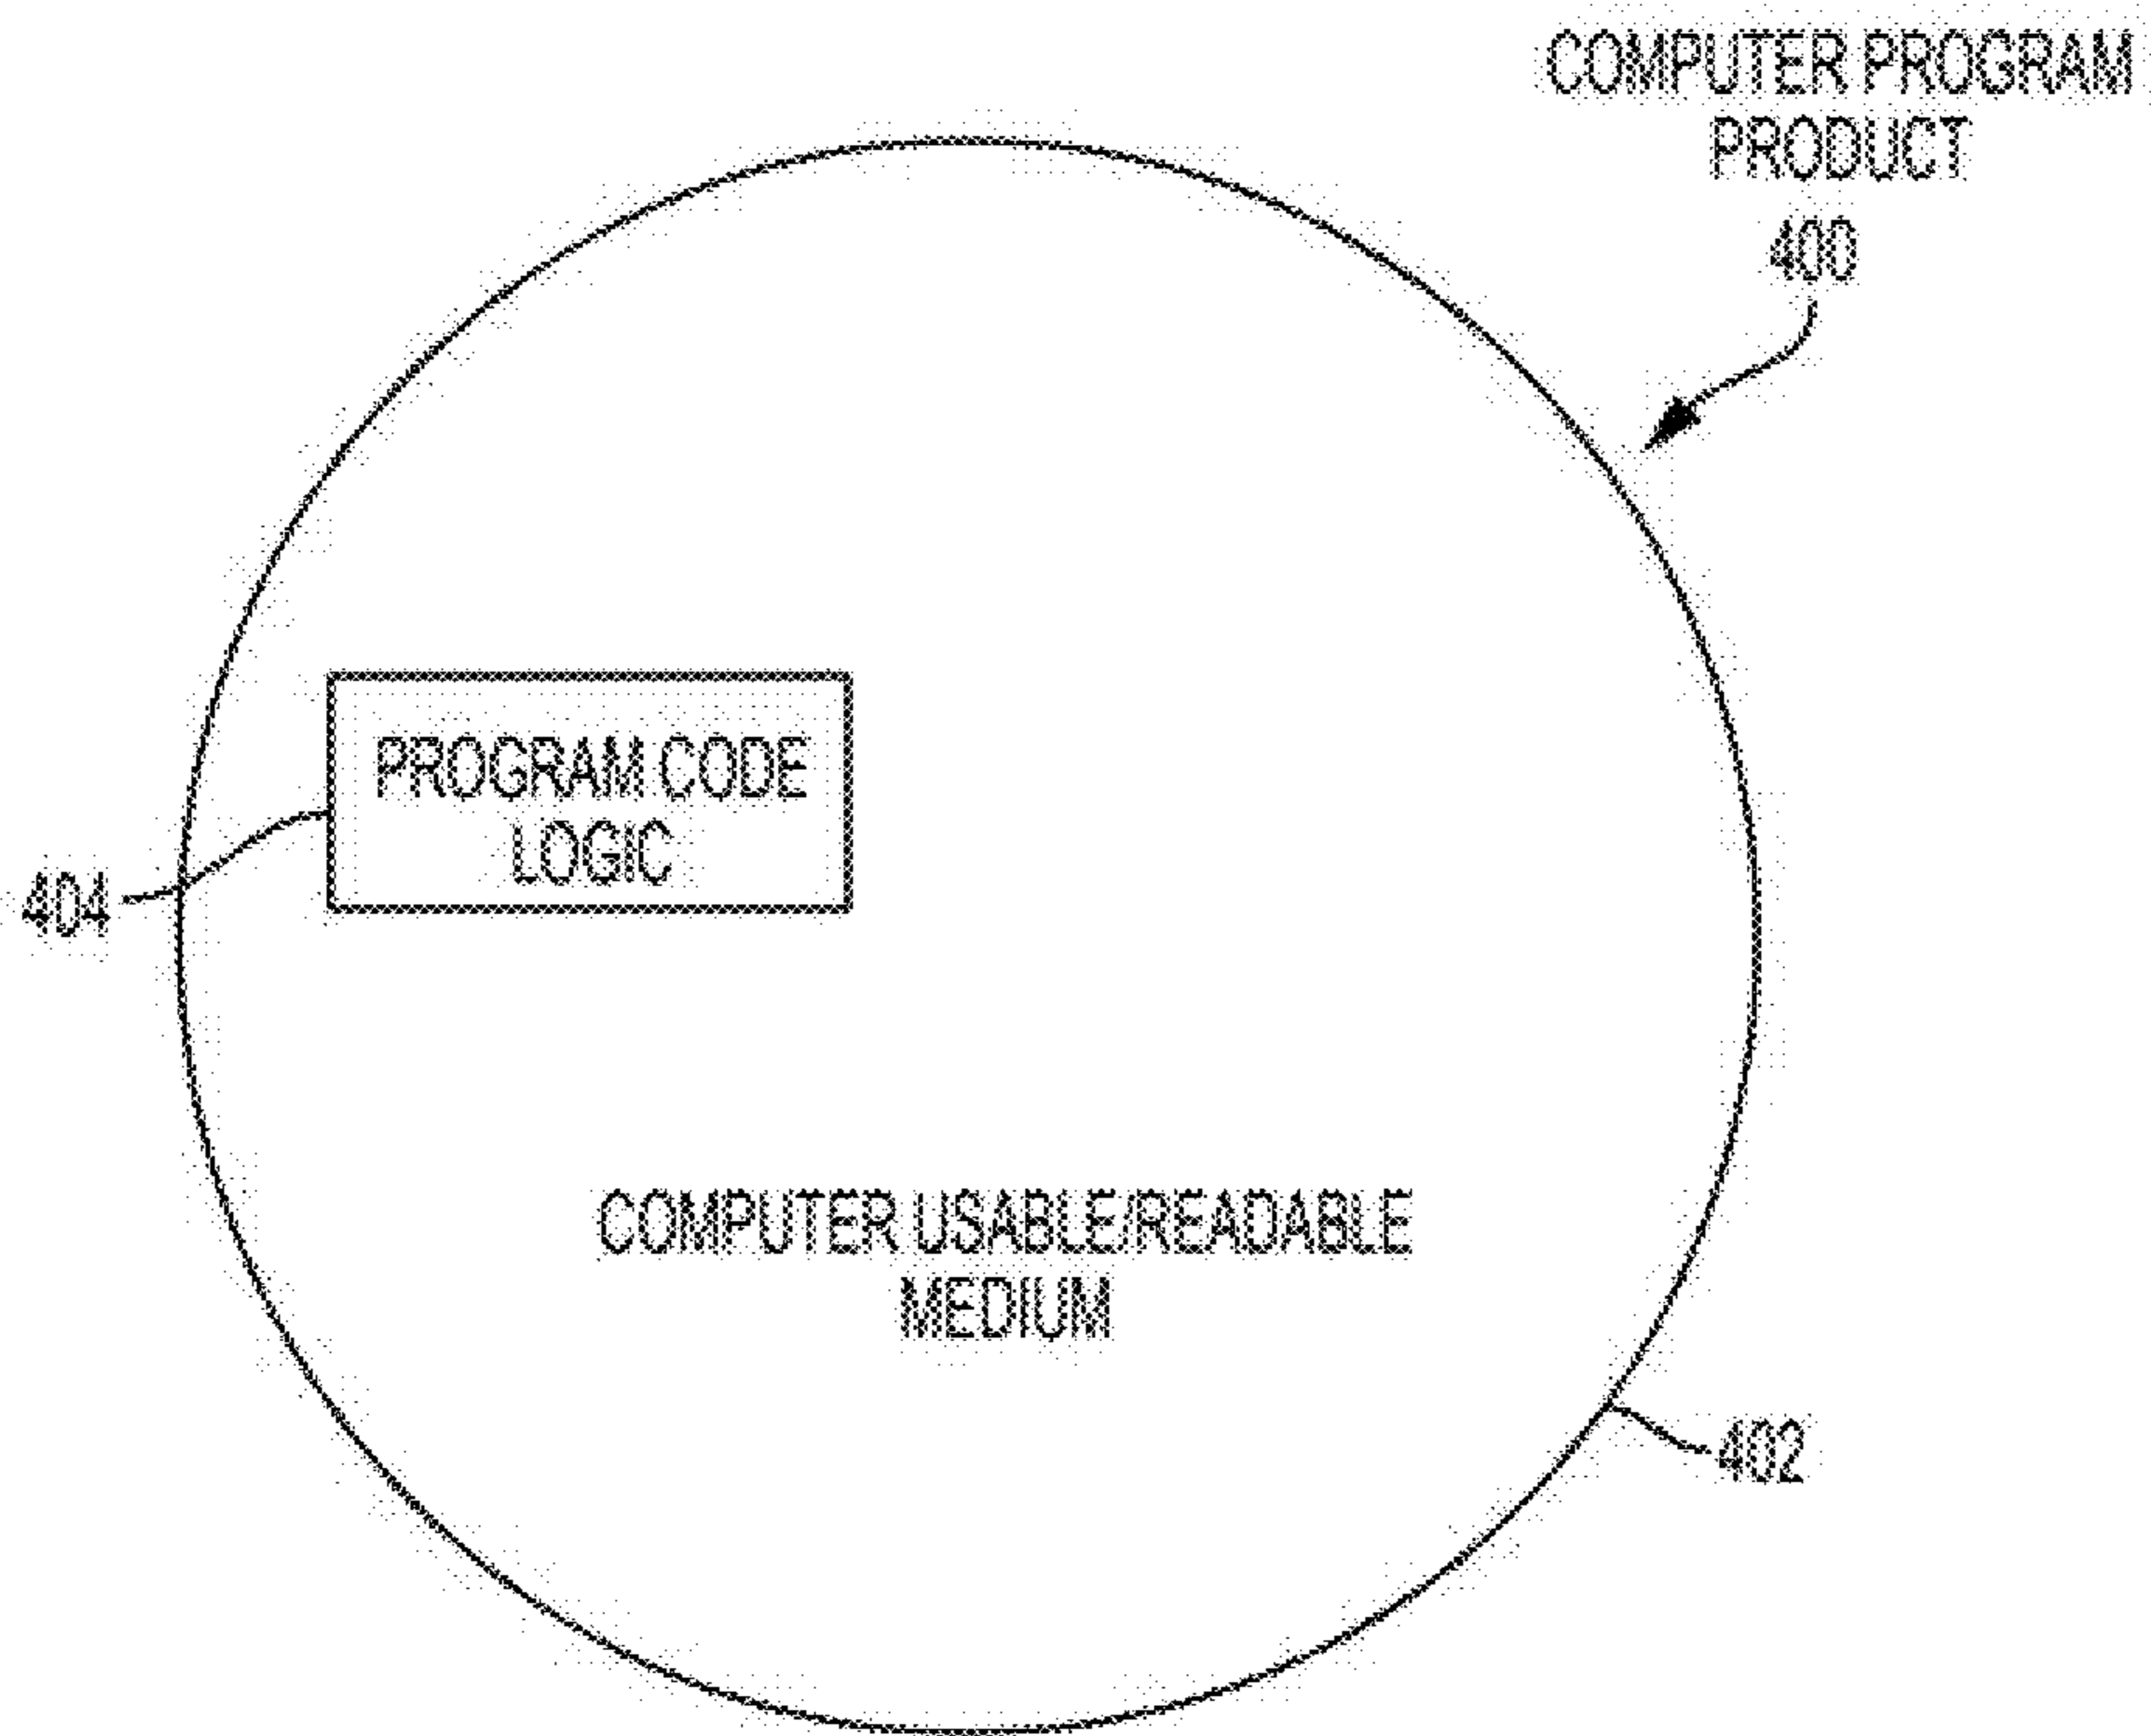 COMPUTER PROGRAM
PRODUCT
400
PROGRAM CODE
LOGIC
404
COMPUTER USABLE/READABLE
MEDIUM
402